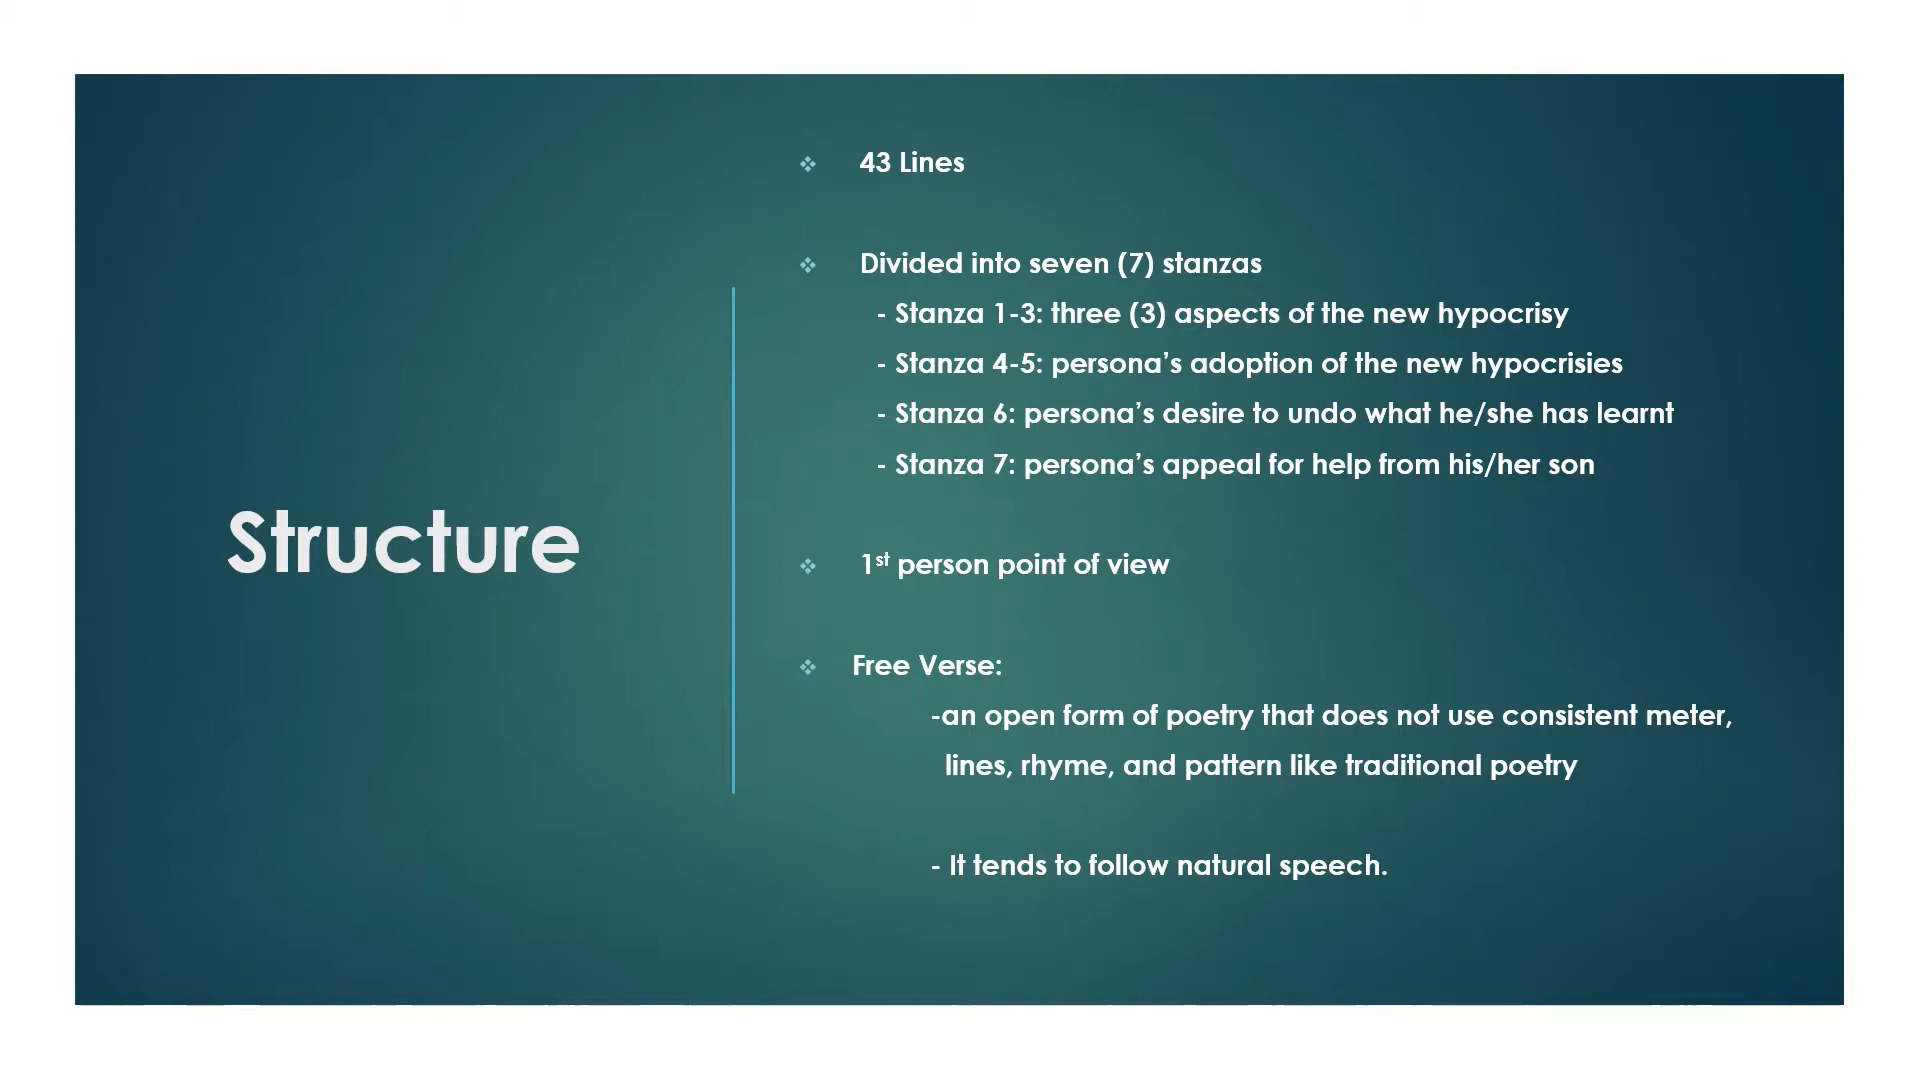 Structure
43 Lines
Divided into seven (7) stanzas
- Stanza 1-3: three (3) aspects of the new hypocrisy
- Stanza 4-5: persona’s adoption of the new hypocrisies
- Stanza 6: persona’s desire to undo what he/she has learnt
- Stanza 7: persona’s appeal for help from his/her son
1st person point of view
Free Verse:
-an open form of poetry that does not use consistent meter,
lines, rhyme, and pattern like traditional poetry
- It tends to follow natural speech.